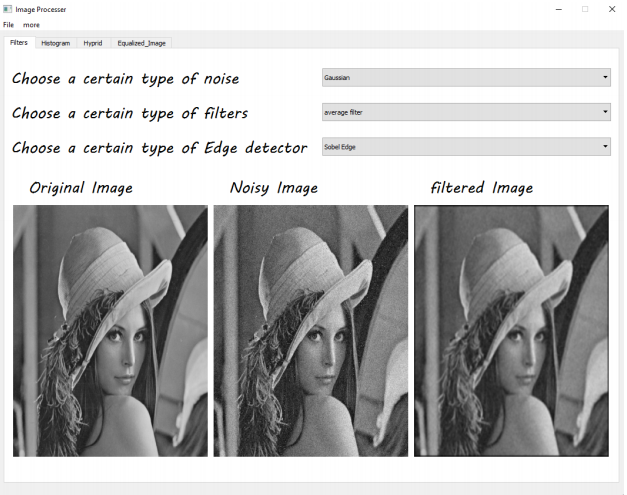 Image Processer
File more
Filters Histogram Hyprid Equalized_Image
Choose a certain type of noise Gaussian
Choose a certain type of filters average filter
Choose a certain type of Edge detector Sobel Edge
Original Image Noisy Image filtered Image